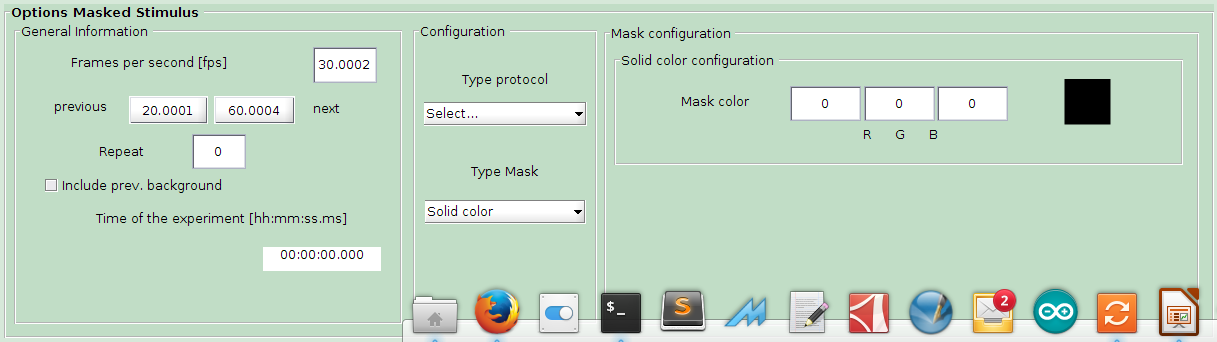 Options Masked Stimulus
General Information
Frames per second [fps]
30.0002
previous
20.0001
60.0004
next
Repeat
0
Include prev. background
Time of the experiment [hh:mm:ss.ms]
00:00:00.000
Configuration
Type protocol
Select...
Type Mask
Solid color
Mask configuration
Solid color configuration
Mask color
0
0
0
R G B
$_
S
2